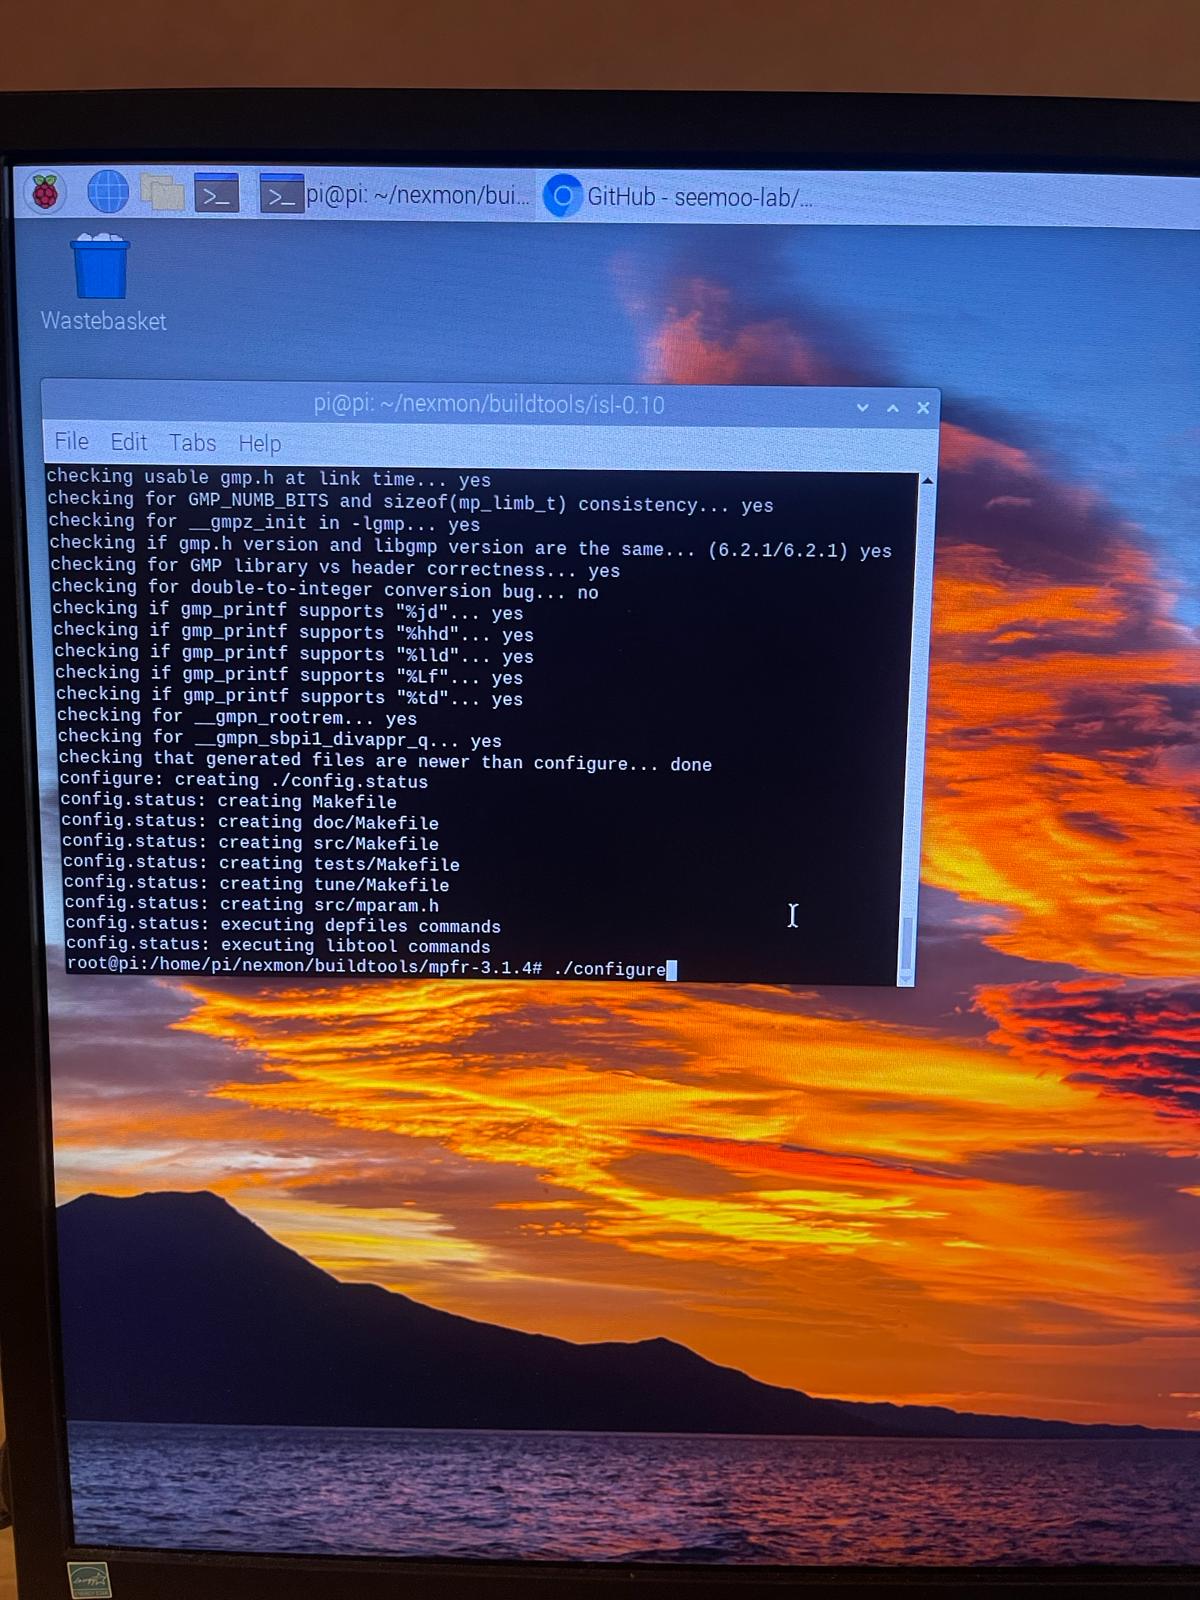 pi@pi: ~/nexmon/bui...
GitHub - seemoo-lab/...
Wastebasket
pi@pi: ~/nexmon/buildtools/isl-0.10
File Edit Tabs Help
checking usable gmp.h at link time... yes
checking for GMP_NUMB_BITS and sizeof(mp_limb_t) consistency... yes
checking for __gmpz_init in -lgmp... yes
checking if gmp.h version and libgmp version are the same... (6.2.1/6.2.1) yes
checking for GMP library vs header correctness... yes
checking for double-to-integer conversion bug... no
checking if gmp_printf supports "%jd"... yes
checking if gmp_printf supports "%hhd"... yes
checking if gmp_printf supports "%lld"... yes
checking if gmp_printf supports "%Lf"... yes
checking if gmp_printf supports "%td"... yes
checking for __gmpn_rootrem... yes
checking for __gmpn_sbpi1_divappr_q... yes
checking that generated files are newer than configure... done
configure: creating ./config.status
config.status: creating Makefile
config.status: creating doc/Makefile
config.status: creating src/Makefile
config.status: creating tests/Makefile
config.status: creating tune/Makefile
config.status: creating src/mparam.h
config.status: executing depfiles commands
config.status: executing libtool commands
root@pi:/home/pi/nexmon/buildtools/mpfr-3.1.4# ./configure